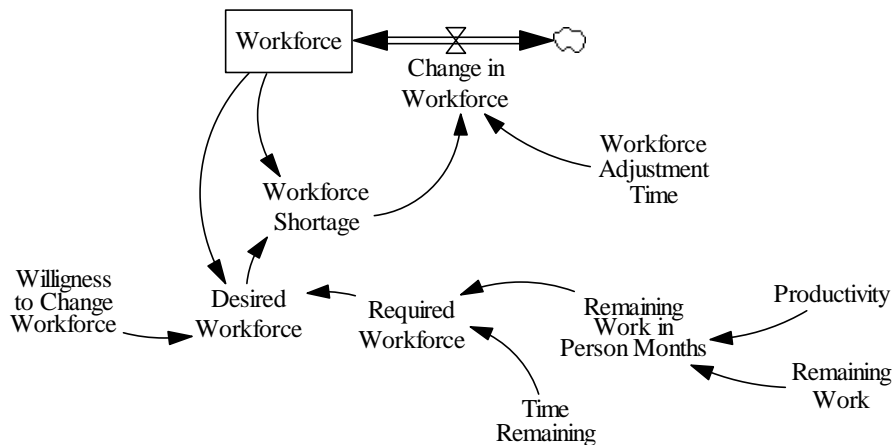 Workforce
Change in
Workforce
Workforce
Adjustment
Time
Workforce
Shortage
Willigness
to Change
Workforce
Desired
Workforce
Required
Workforce
Remaining
Work in
Person Months
Productivity
Remaining
Work
Time
Remaining